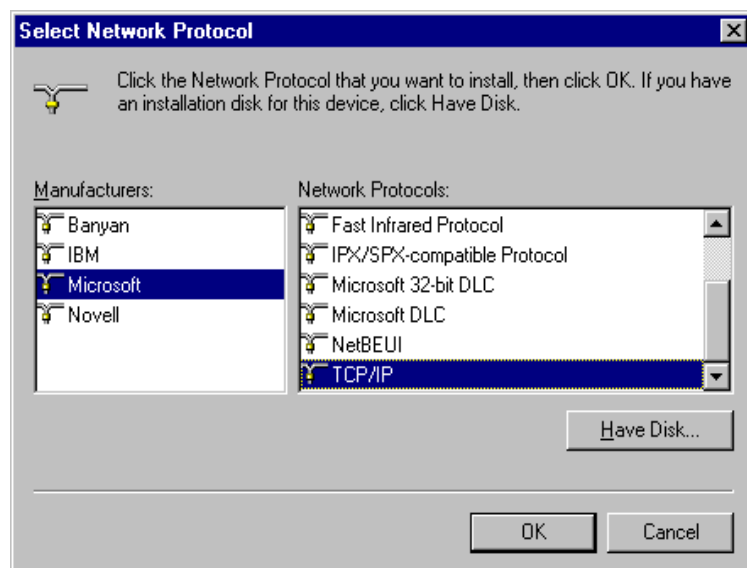 Select Network Protocol
Click the Network Protocol that you want to install, then click OK. If you have
an installation disk for this device, click Have Disk.
Manufacturers:
Banyan
IBM
Microsoft
Novell
Network Protocols:
Fast Infrared Protocol
IPX/SPX-compatible Protocol
Microsoft 32-bit DLC
Microsoft DLC
NetBEUI
TCP/IP
Have Disk...
OK
Cancel